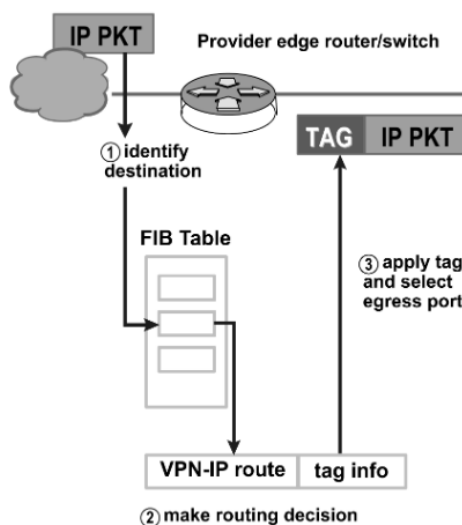 IP PKT
Provider edge router/switch
TAG IP PKT
① identify
destination
FIB Table
③ apply tag
and select
egress port
VPN-IP route tag info
② make routing decision